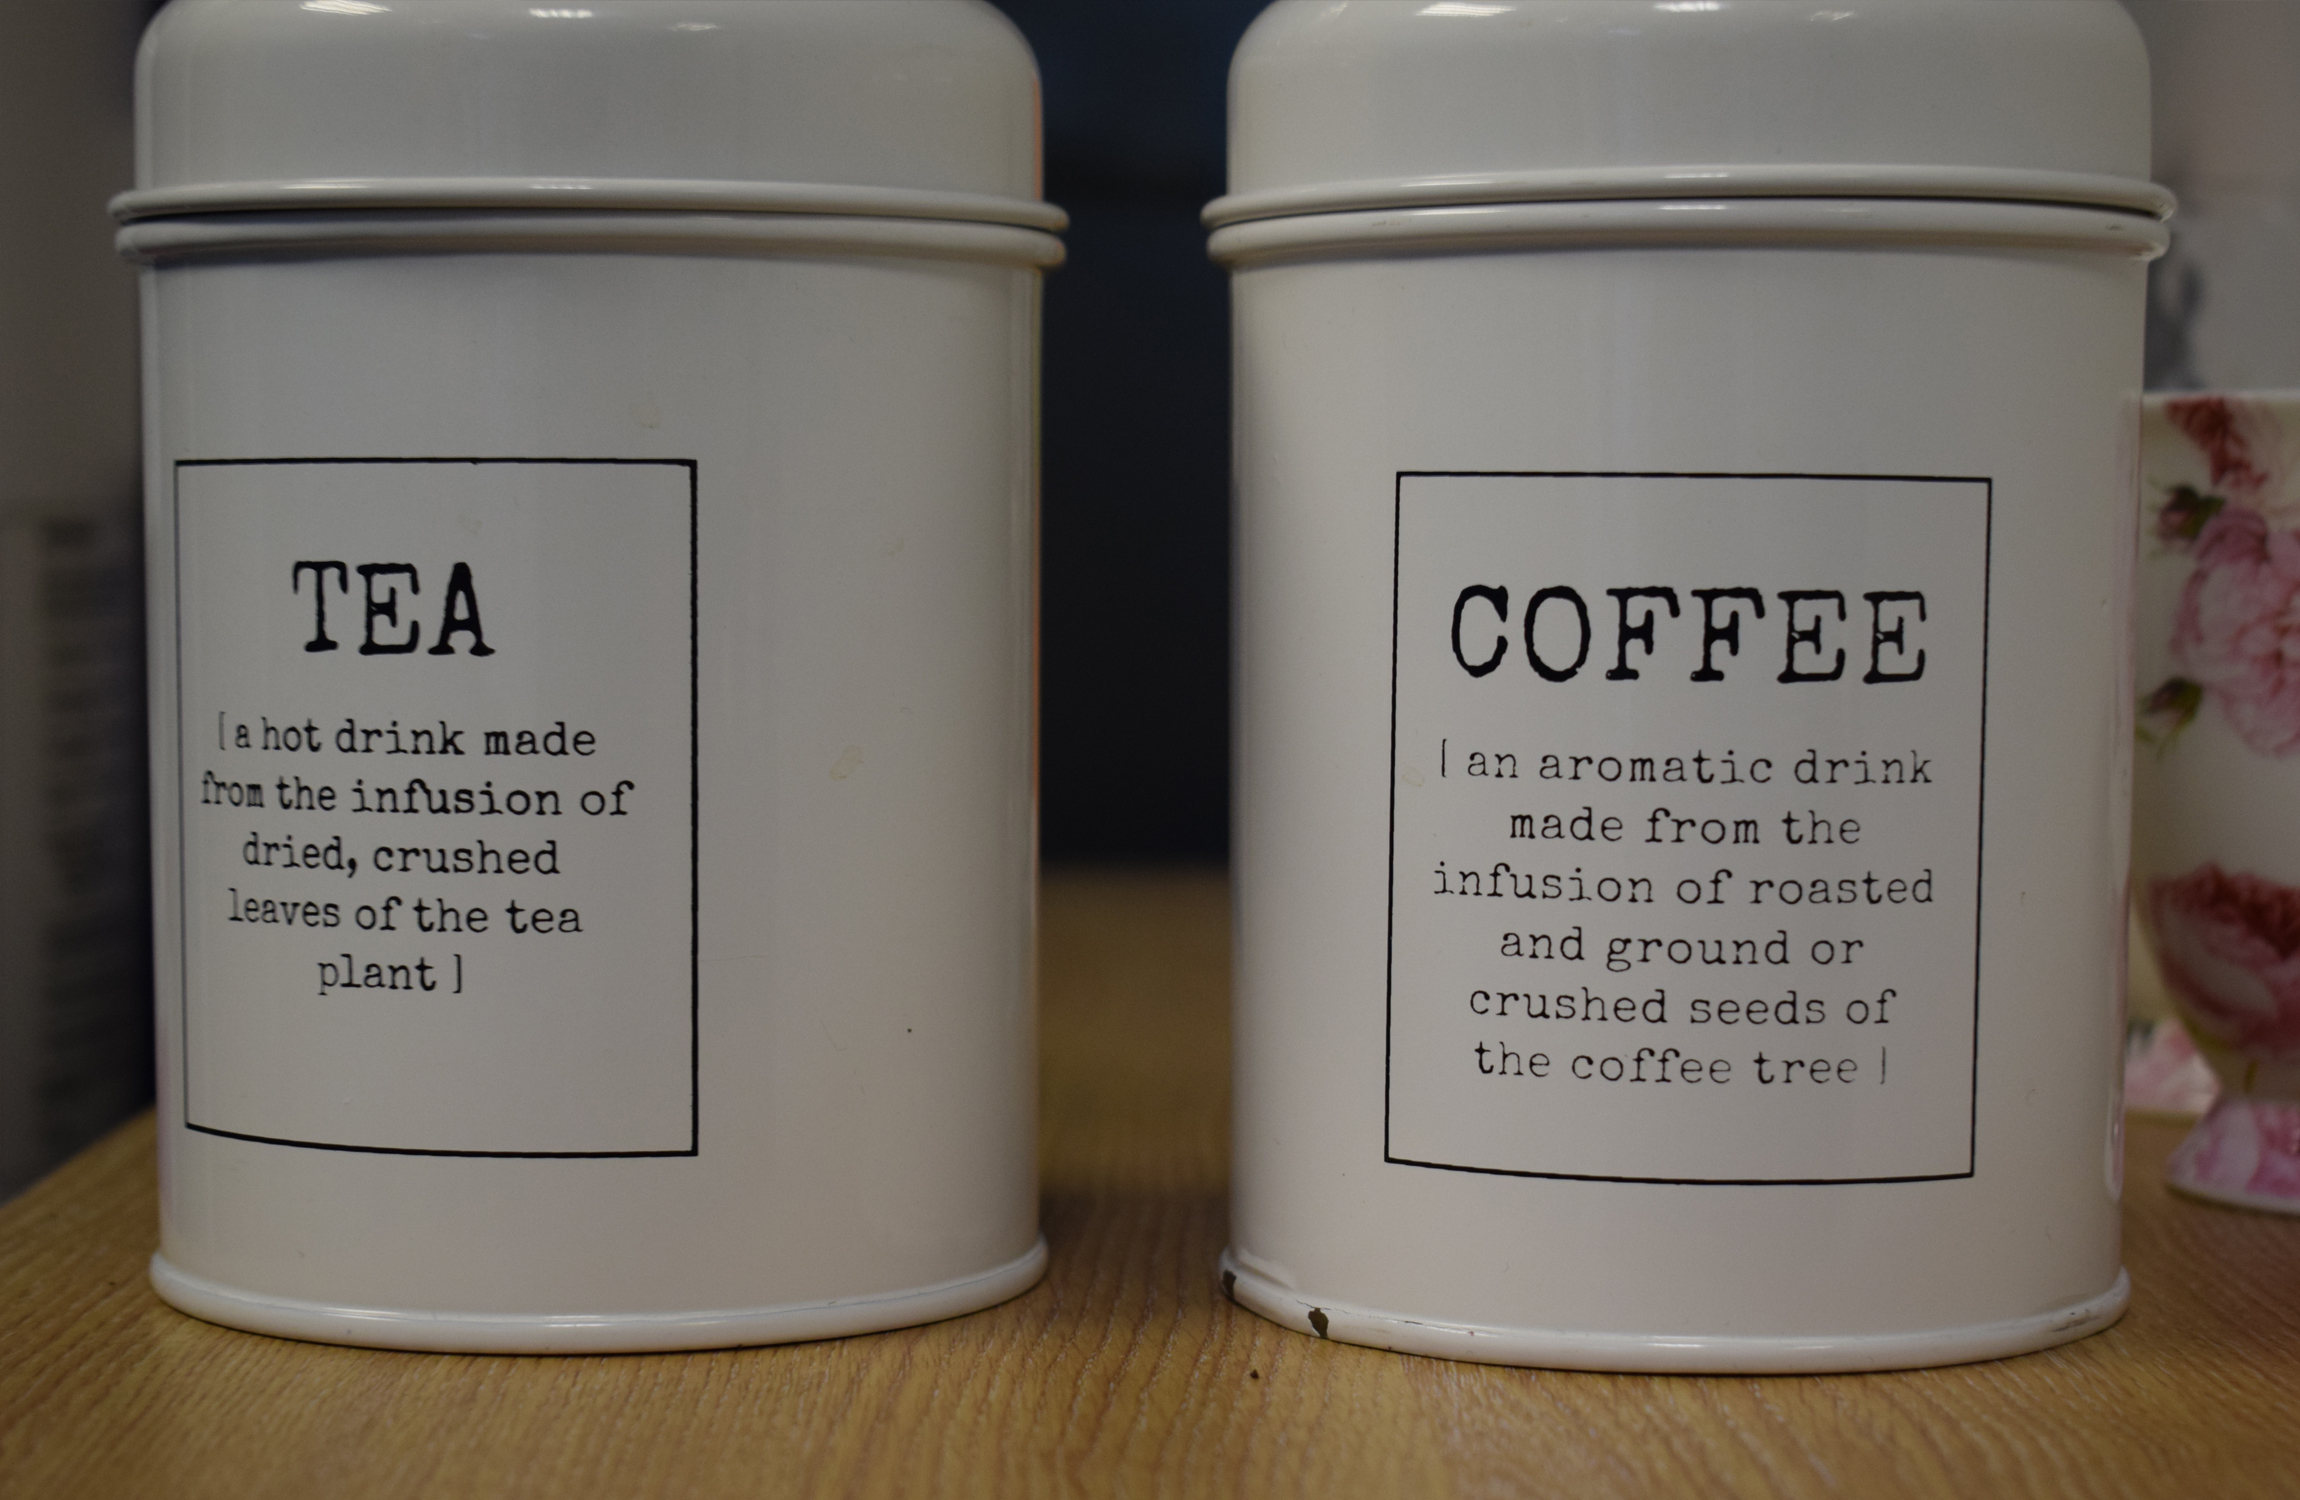 TEA
[ a hot drink made
from the infusion of
dried, crushed
leaves of the tea
plant ]
COFFEE
[ an aromatic drink
made from the
infusion of roasted
and ground or
crushed seeds of
the coffee tree ]